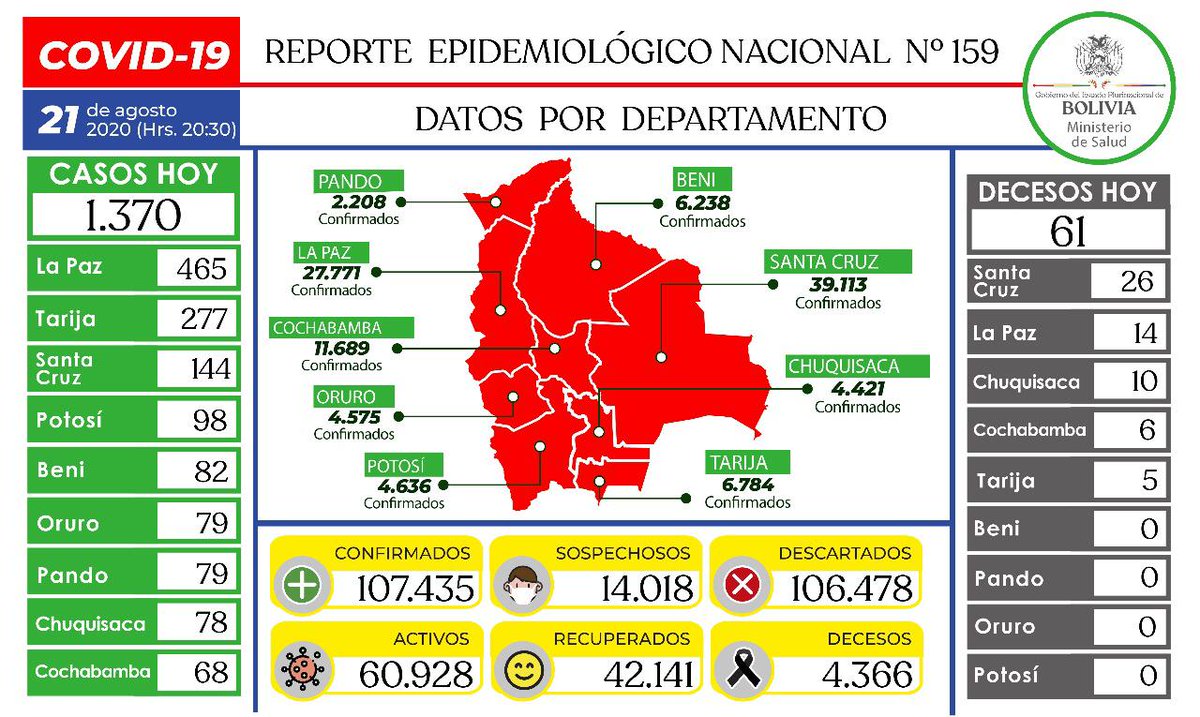 COVID-19
REPORTE EPIDEMIOLÓGICO NACIONAL Nº 159
21 de agosto
2020 (Hrs. 20:30)
DATOS POR DEPARTAMENTO
Gobierno del Estado Plurinacional de
BOLIVIA
Ministerio
de Salud
CASOS HOY
1.370
La Paz 465
Tarija 277
Santa
Cruz 144
Potosí 98
Beni 82
Oruro 79
Pando 79
Chuquisaca 78
Cochabamba 68
PANDO
2.208
Confirmados
LA PAZ
27.771
Confirmados
COCHABAMBA
11.689
Confirmados
ORURO
4.575
Confirmados
POTOSÍ
4.636
Confirmados
BENI
6.238
Confirmados
SANTA CRUZ
39.113
Confirmados
CHUQUISACA
4.421
Confirmados
TARIJA
6.784
Confirmados
CONFIRMADOS
107.435
SOSPECHOSOS
14.018
DESCARTADOS
106.478
ACTIVOS
60.928
RECUPERADOS
42.141
DECESOS
4.366
DECESOS HOY
61
Santa
Cruz 26
La Paz 14
Chuquisaca 10
Cochabamba 6
Tarija 5
Beni 0
Pando 0
Oruro 0
Potosí 0